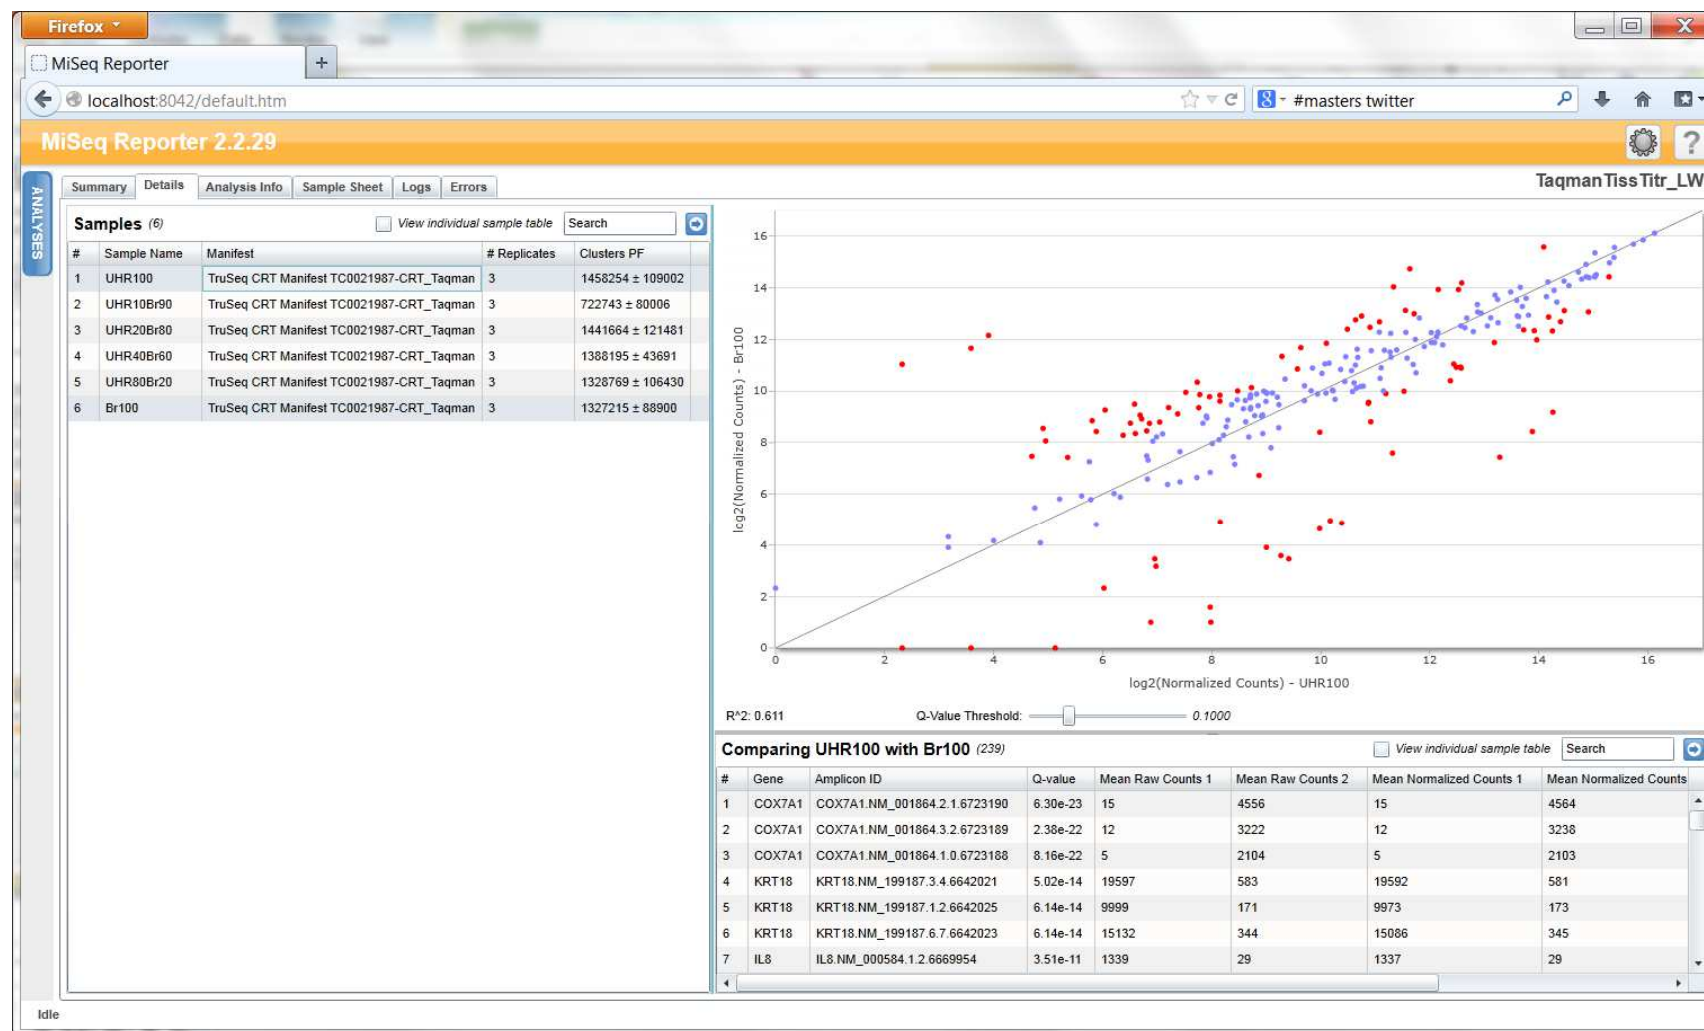 Firefox
MiSeq Reporter
+
localhost:8042/default.htm
8
#masters twitter
MiSeq Reporter 2.2.29
?
ANALYSES
Summary Details Analysis Info Sample Sheet Logs Errors
TaqmanTissTitr_LW
Samples (6) View individual sample table Search
# Sample Name Manifest # Replicates Clusters PF
1 UHR100 TruSeq CRT Manifest TC0021987-CRT_Taqman 3 1458254 ± 109002
2 UHR10Br90 TruSeq CRT Manifest TC0021987-CRT_Taqman 3 722743 ± 80006
3 UHR20Br80 TruSeq CRT Manifest TC0021987-CRT_Taqman 3 1441664 ± 121481
4 UHR40Br60 TruSeq CRT Manifest TC0021987-CRT_Taqman 3 1388195 ± 43691
5 UHR80Br20 TruSeq CRT Manifest TC0021987-CRT_Taqman 3 1328769 ± 106430
6 Br100 TruSeq CRT Manifest TC0021987-CRT_Taqman 3 1327215 ± 88900
log2(Normalized Counts) - Br100
16
14
12
10
8
6
4
2
0
0 2 4 6 8 10 12 14 16
log2(Normalized Counts) - UHR100
R^2: 0.611 Q-Value Threshold: 0.1000
Comparing UHR100 with Br100 (239) View individual sample table Search
# Gene Amplicon ID Q-value Mean Raw Counts 1 Mean Raw Counts 2 Mean Normalized Counts 1 Mean Normalized Counts
1 COX7A1 COX7A1.NM_001864.2.1.6723190 6.30e-23 15 4556 15 4564
2 COX7A1 COX7A1.NM_001864.3.2.6723189 2.38e-22 12 3222 12 3238
3 COX7A1 COX7A1.NM_001864.1.0.6723188 8.16e-22 5 2104 5 2103
4 KRT18 KRT18.NM_199187.3.4.6642021 5.02e-14 19597 583 19592 581
5 KRT18 KRT18.NM_199187.1.2.6642025 6.14e-14 9999 171 9973 173
6 KRT18 KRT18.NM_199187.6.7.6642023 6.14e-14 15132 344 15086 345
7 IL8 IL8.NM_000584.1.2.6669954 3.51e-11 1339 29 1337 29
Idle